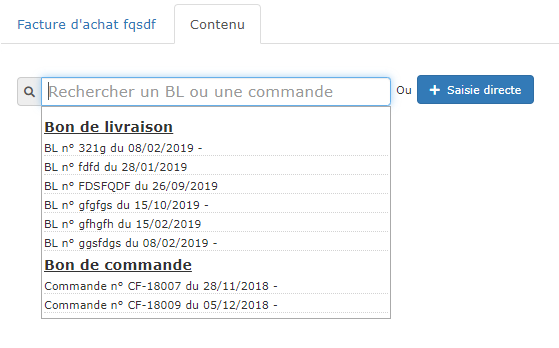 Facture d'achat fqsdf
Contenu
Rechercher un BL ou une commande
Ou
Saisie directe
Bon de livraison
BL n° 321g du 08/02/2019 -
BL n° fdfd du 28/01/2019
BL n° FDSFQDF du 26/09/2019
BL n° gfgfgs du 15/10/2019 -
BL n° gfhgfh du 15/02/2019
BL n° ggsfdgs du 08/02/2019 -
Bon de commande
Commande n° CF-18007 du 28/11/2018 -
Commande n° CF-18009 du 05/12/2018 -